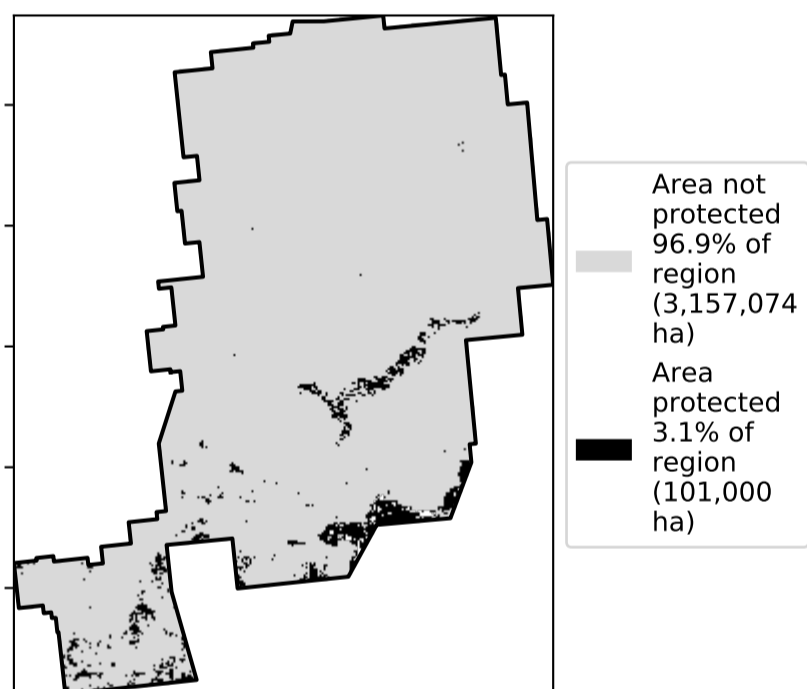 Area not
protected
96.9% of
region
(3,157,074
ha)
Area
protected
3.1% of
region
(101,000
ha)